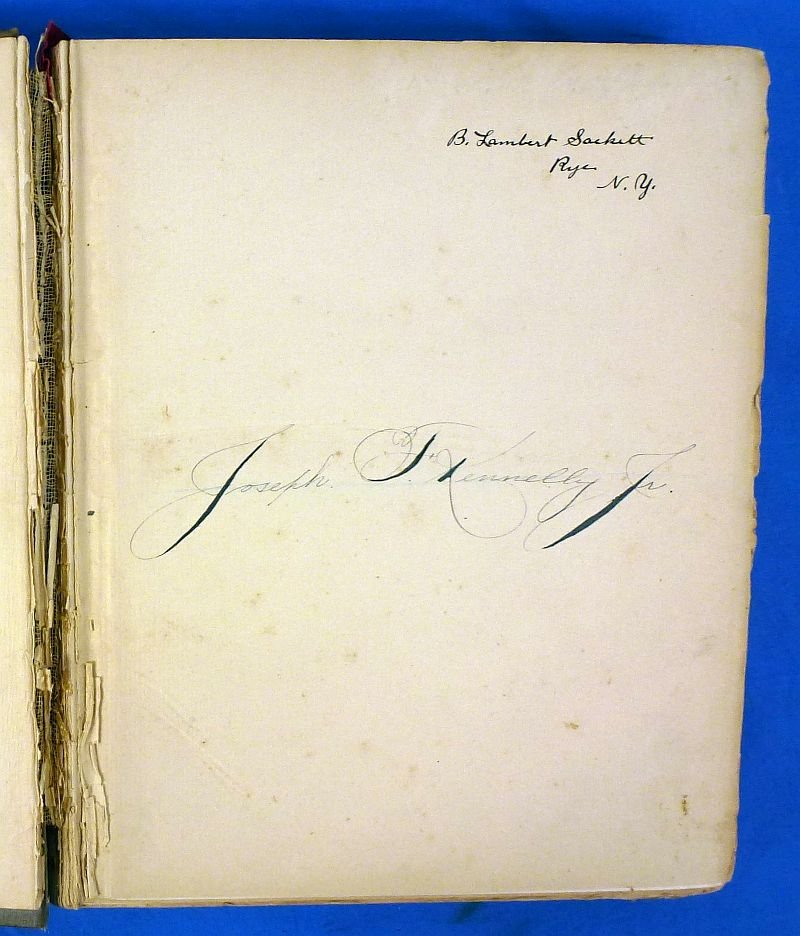 B. Lambert Sackett
Rye
N. Y.
Joseph. F. Kennelly Jr.